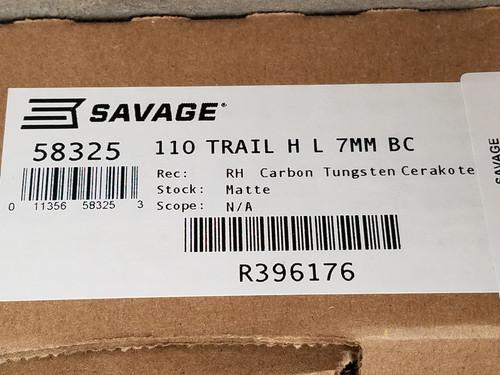 SAVAGE®
58325 110 TRAIL H L 7MM BC
Rec: RH Carbon Tungsten Cerakote
Stock: Matte
Scope: N/A
0 11356 58325 3
R396176
SAVAGE